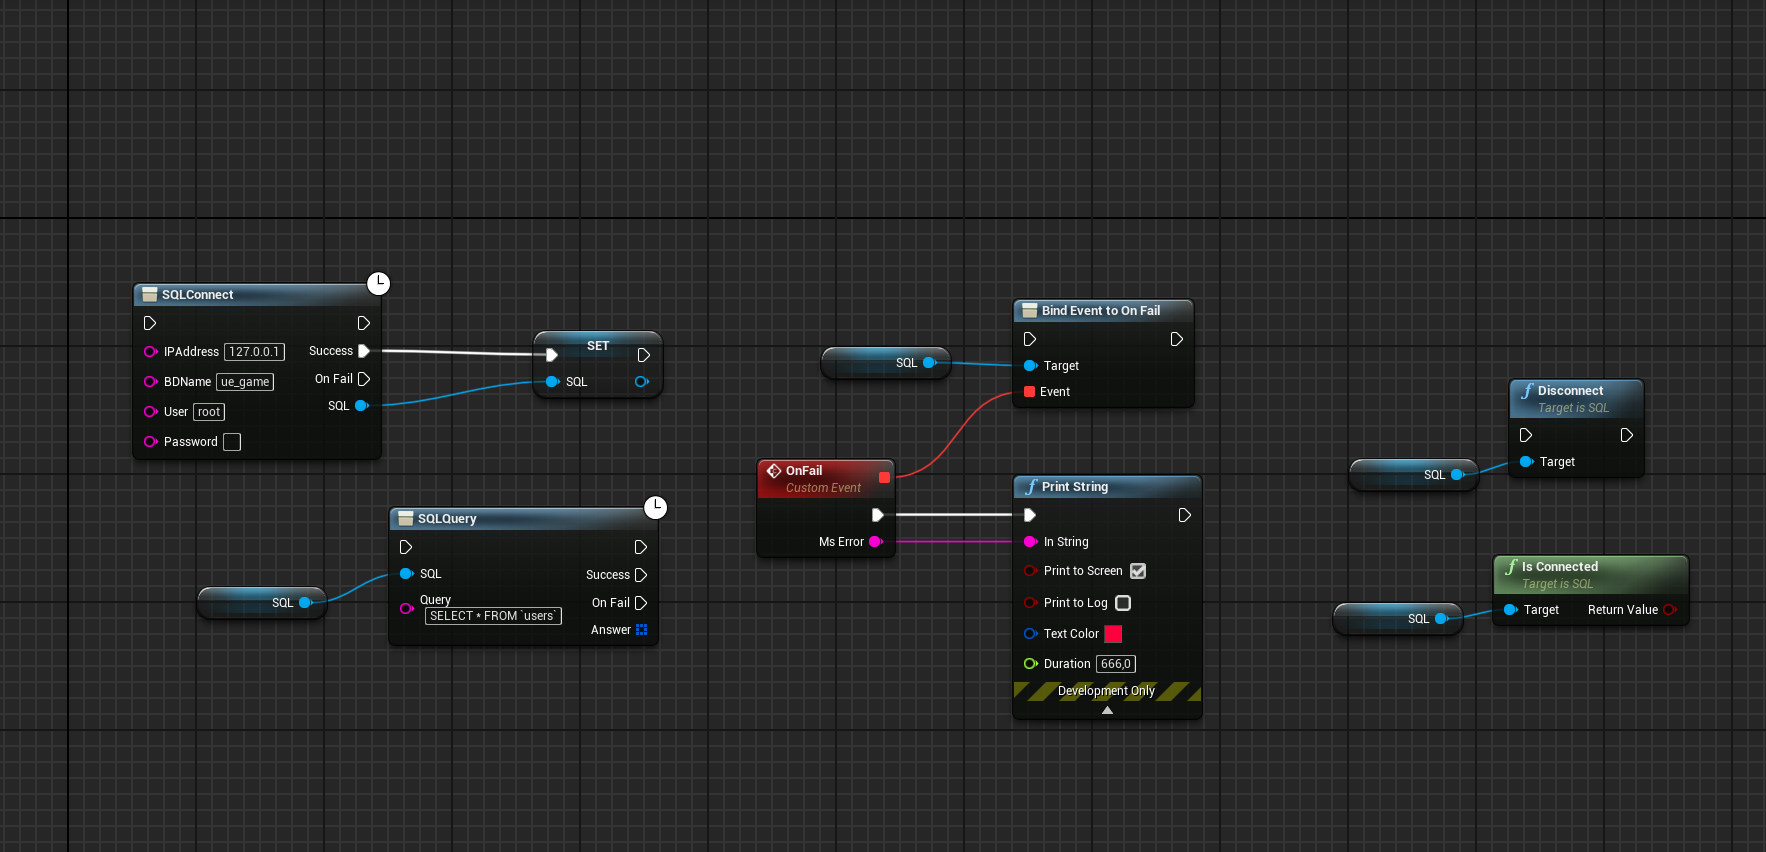 SQLConnect
IPAddress 127.0.0.1
Success
BDName ue_game
On Fail
User root
SQL
Password
SET
SQL
SQLQuery
SQL
Success
Query
SELECT * FROM `users`
On Fail
Answer
SQL
SQL
Bind Event to On Fail
Target
Event
OnFail
Custom Event
Ms Error
Print String
In String
Print to Screen
Print to Log
Text Color
Duration 666,0
Development Only
Disconnect
Target is SQL
Target
SQL
Is Connected
Target is SQL
Target Return Value
SQL